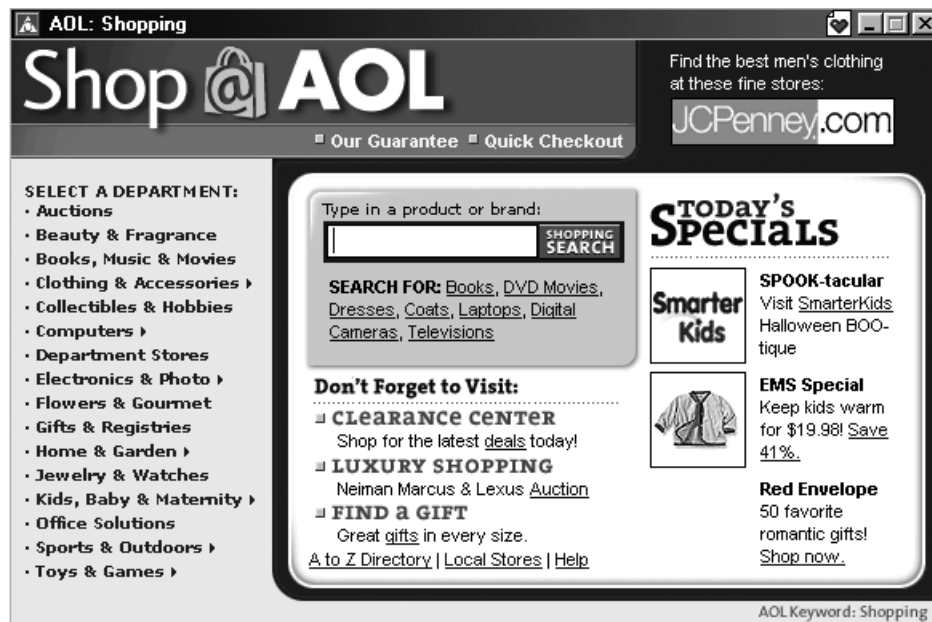 AOL: Shopping
Shop @ AOL
Our Guarantee Quick Checkout
Find the best men's clothing
at these fine stores:
JCPenney.com
SELECT A DEPARTMENT:
· Auctions
· Beauty & Fragrance
· Books, Music & Movies
· Clothing & Accessories
· Collectibles & Hobbies
· Computers
· Department Stores
· Electronics & Photo
· Flowers & Gourmet
· Gifts & Registries
· Home & Garden
· Jewelry & Watches
· Kids, Baby & Maternity
· Office Solutions
· Sports & Outdoors
· Toys & Games
Type in a product or brand:
SHOPPING
SEARCH
SEARCH FOR: Books, DVD Movies,
Dresses, Coats, Laptops, Digital
Cameras, Televisions
Don't Forget to Visit:
CLEARANCE CENTER
Shop for the latest deals today!
LUXURY SHOPPING
Neiman Marcus & Lexus Auction
FIND A GIFT
Great gifts in every size.
A to Z Directory | Local Stores | Help
TODAY'S
SPECIALS
Smarter
Kids
SPOOK-tacular
Visit SmarterKids
Halloween BOO-
tique
EMS Special
Keep kids warm
for $19.98! Save
41%.
Red Envelope
50 favorite
romantic gifts!
Shop now.
AOL Keyword: Shopping